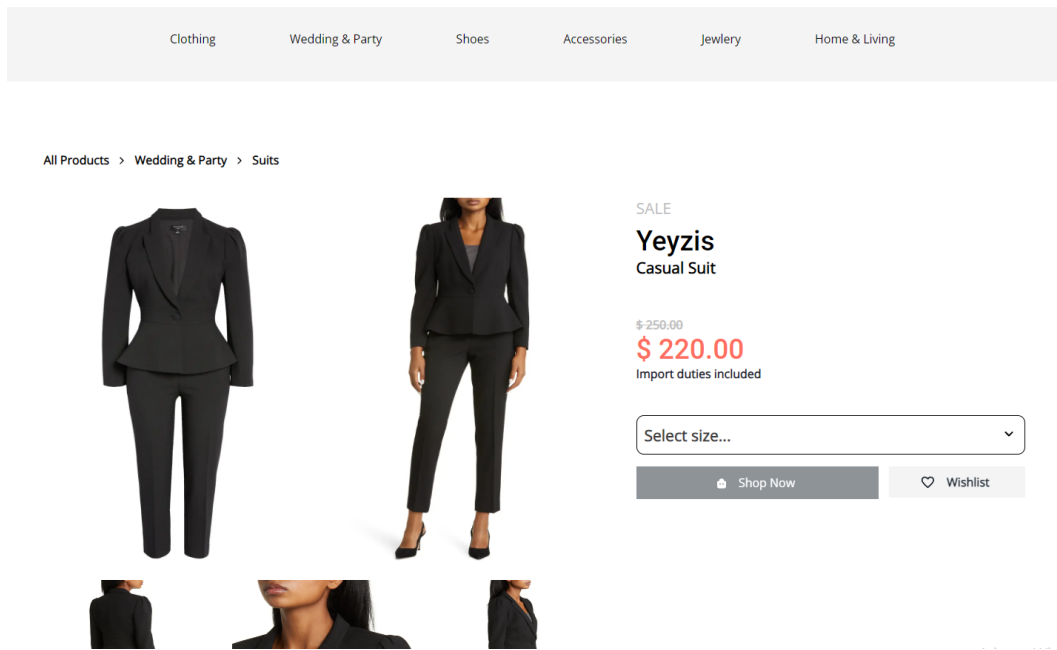 Clothing Wedding & Party Shoes Accessories Jewlery Home & Living
All Products > Wedding & Party > Suits
SALE
Yeyzis
Casual Suit
$ 250.00
$ 220.00
Import duties included
Select size...
Shop Now Wishlist